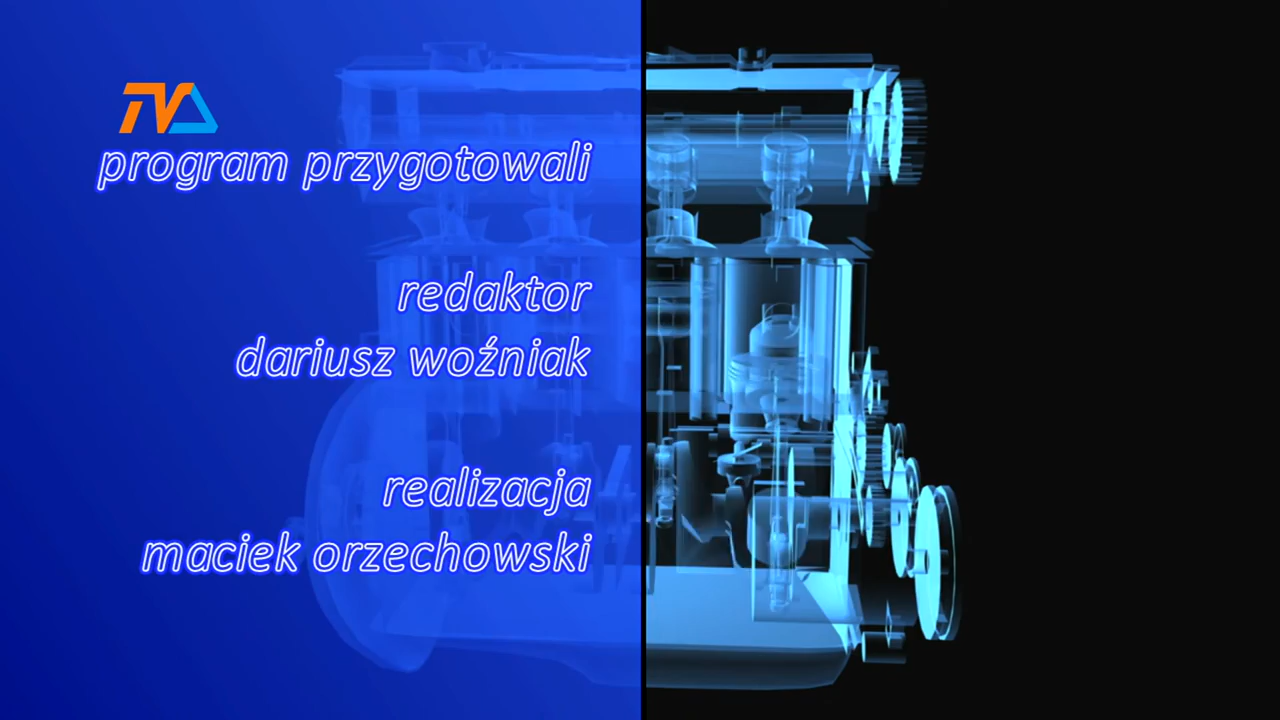 TVA
program przygotowali
redaktor
dariusz woźniak
realizacja
maciek orzechowski